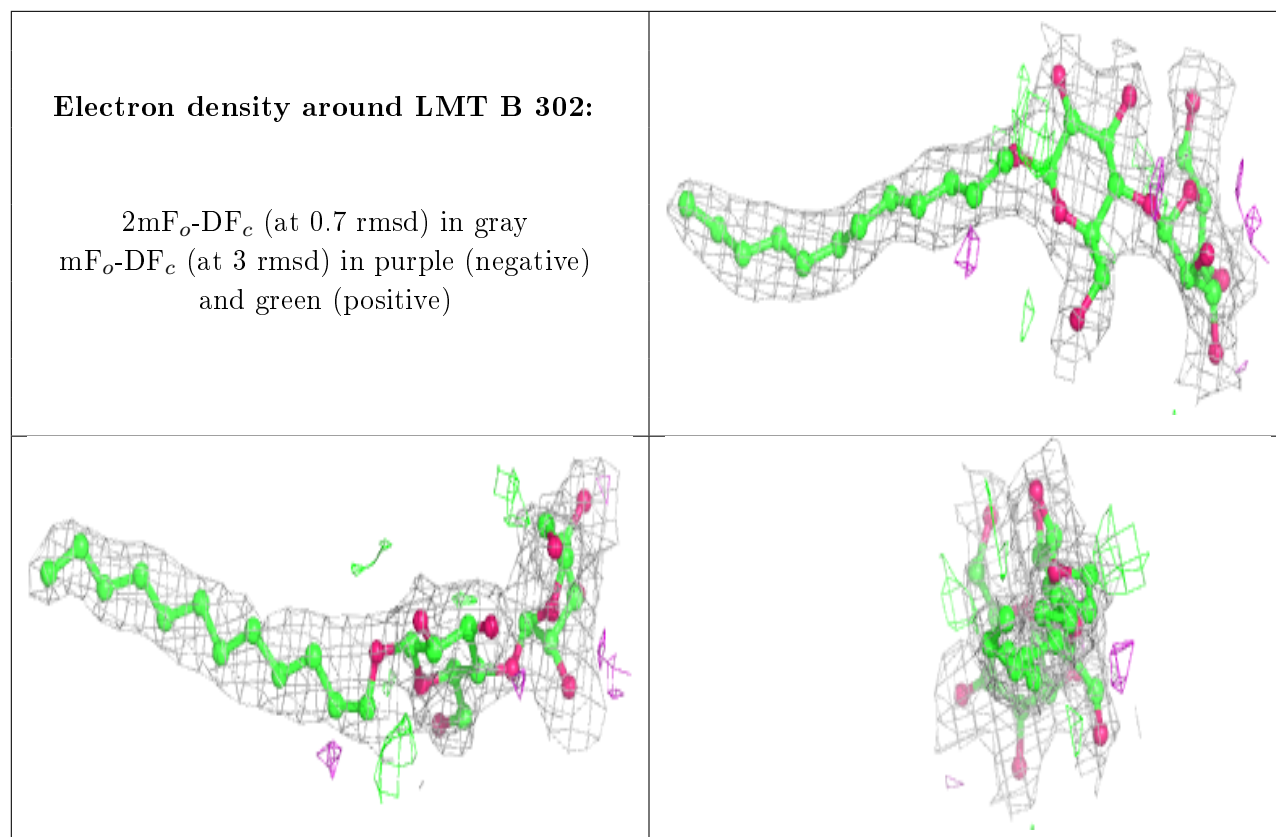 Electron density around LMT B 302:
2mFₒ-DF𝒸 (at 0.7 rmsd) in gray
mFₒ-DF𝒸 (at 3 rmsd) in purple (negative)
and green (positive)